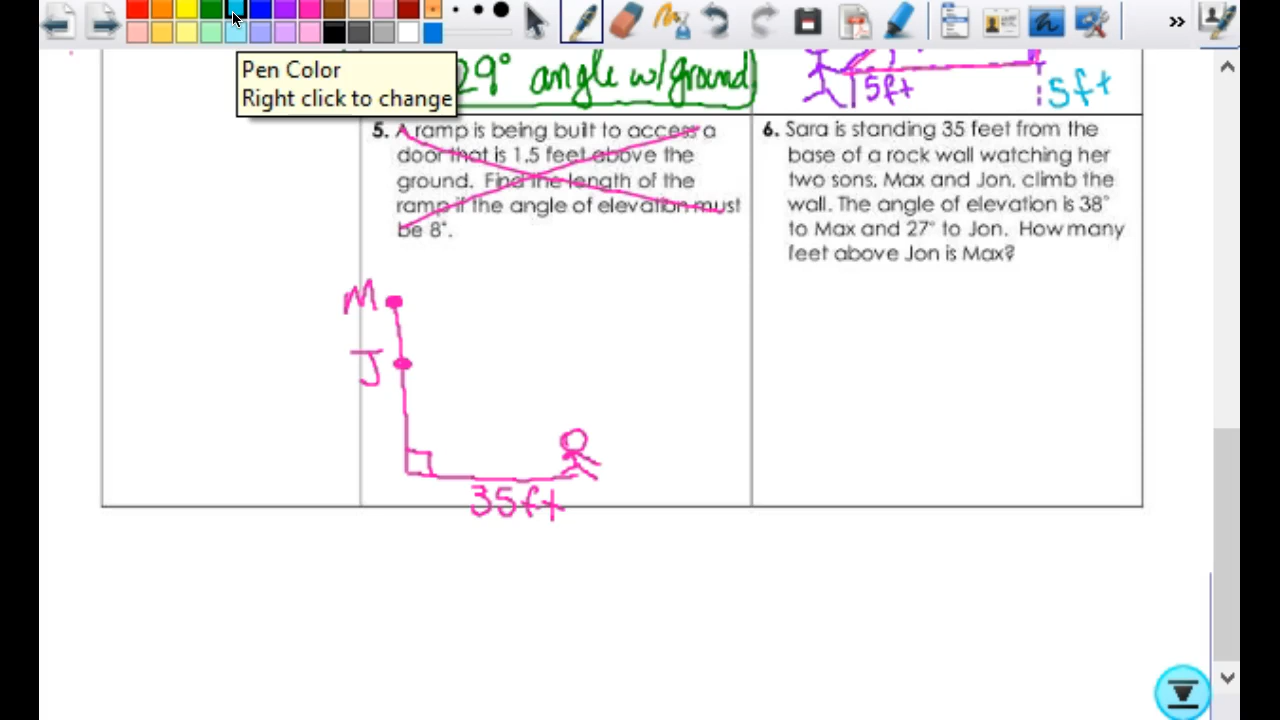 Pen Color
Right click to change
29° angle w/ground
5ft
5ft
5. A ramp is being built to access a
door that is 1.5 feet above the
ground. Find the length of the
ramp if the angle of elevation must
be 8°.
6. Sara is standing 35 feet from the
base of a rock wall watching her
two sons, Max and Jon, climb the
wall. The angle of elevation is 38°
to Max and 27° to Jon. How many
feet above Jon is Max?
M
J
35ft